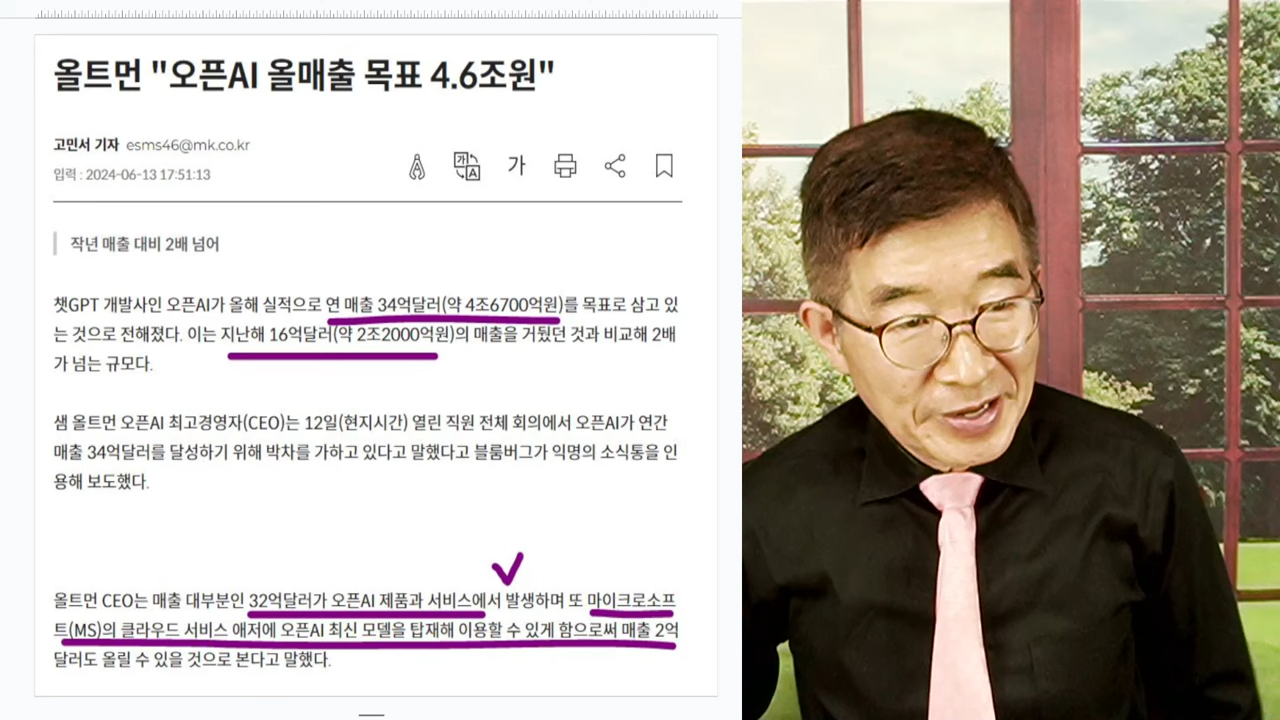 올트먼 "오픈AI 올매출 목표 4.6조원"
고민서 기자 esms46@mk.co.kr
입력 : 2024-06-13 17:51:13
가 A 가
작년 매출 대비 2배 넘어
챗GPT 개발사인 오픈AI가 올해 실적으로 연 매출 34억달러(약 4조6700억원)를 목표로 삼고 있
는 것으로 전해졌다. 이는 지난해 16억달러(약 2조2000억원)의 매출을 거뒀던 것과 비교해 2배
가 넘는 규모다.
샘 올트먼 오픈AI 최고경영자(CEO)는 12일(현지시간) 열린 직원 전체 회의에서 오픈AI가 연간
매출 34억달러를 달성하기 위해 박차를 가하고 있다고 말했다고 블룸버그가 익명의 소식통을 인
용해 보도했다.
올트먼 CEO는 매출 대부분인 32억달러가 오픈AI 제품과 서비스에서 발생하며 또 마이크로소프
트(MS)의 클라우드 서비스 애저에 오픈AI 최신 모델을 탑재해 이용할 수 있게 함으로써 매출 2억
달러도 올릴 수 있을 것으로 본다고 말했다.